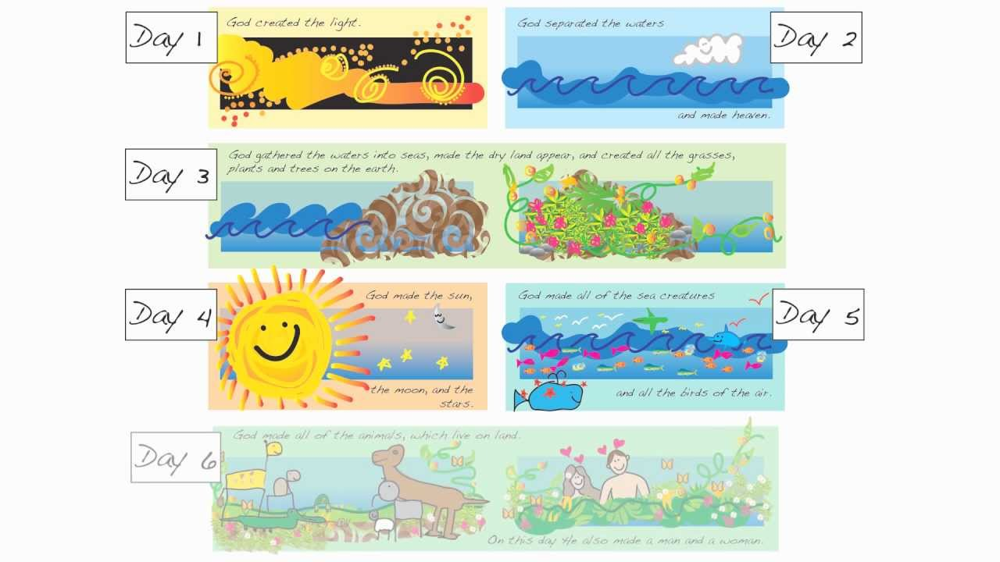 Day 1
God created the light.
God separated the waters
and made heaven.
Day 2
Day 3
God gathered the waters into seas, made the dry land appear, and created all the grasses,
plants and trees on the earth.
Day 4
God made the sun,
the moon, and the
stars.
God made all of the sea creatures
and all the birds of the air.
Day 5
Day 6
God made all of the animals, which live on land.
On this day He also made a man and a woman.